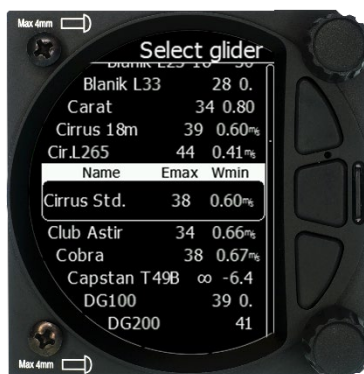 Max 4mm
Select glider
Blanik L33 28 0.
Carat 34 0.80
Cirrus 18m 39 0.60m/s
Cir.L265 44 0.41m/s
Name Emax Wmin
Cirrus Std. 38 0.60m/s
Club Astir 34 0.66m/s
Cobra 38 0.67m/s
Capstan T49B ∞ -6.4
DG100 39 0.
DG200 41
Max 4mm